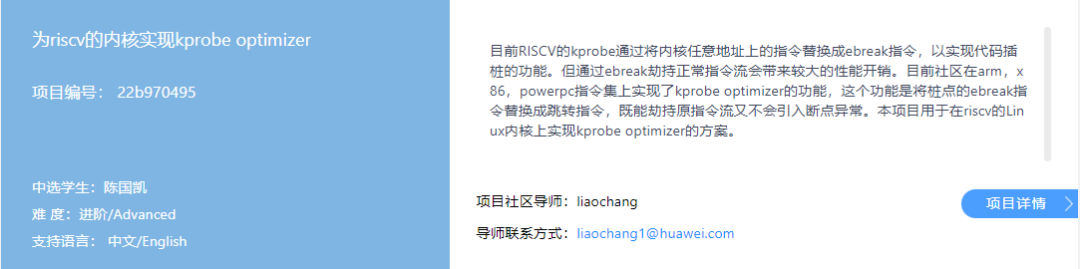 为riscv的内核实现kprobe optimizer
项目编号： 22b970495
中选学生：陈国凯
难 度：进阶/Advanced
支持语言： 中文/English
目前RISCV的kprobe通过将内核任意地址上的指令替换成ebreak指令，以实现代码插
桩的功能。但通过ebreak劫持正常指令流会带来较大的性能开销。目前社区在arm，x
86，powerpc指令集上实现了kprobe optimizer的功能，这个功能是将桩点的ebreak指
令替换成跳转指令，既能劫持原指令流又不会引入断点异常。本项目用于在riscv的Lin
ux内核上实现kprobe optimizer的方案。
项目社区导师：liaochang
导师联系方式：liaochang1@huawei.com
项目详情